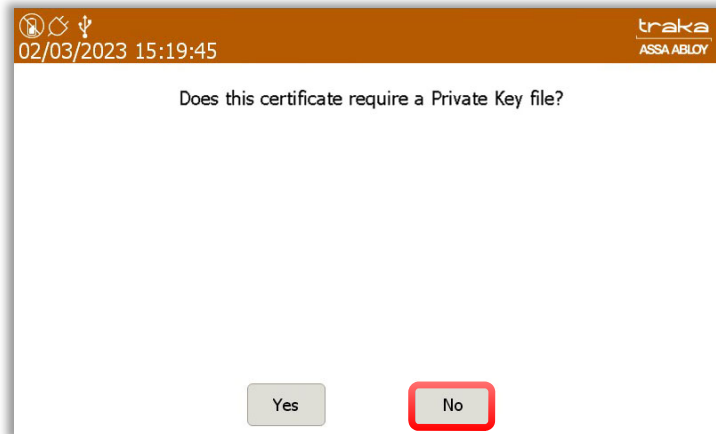 traka
02/03/2023 15:19:45
ASSA ABLOY
Does this certificate require a Private Key file?
Yes
No